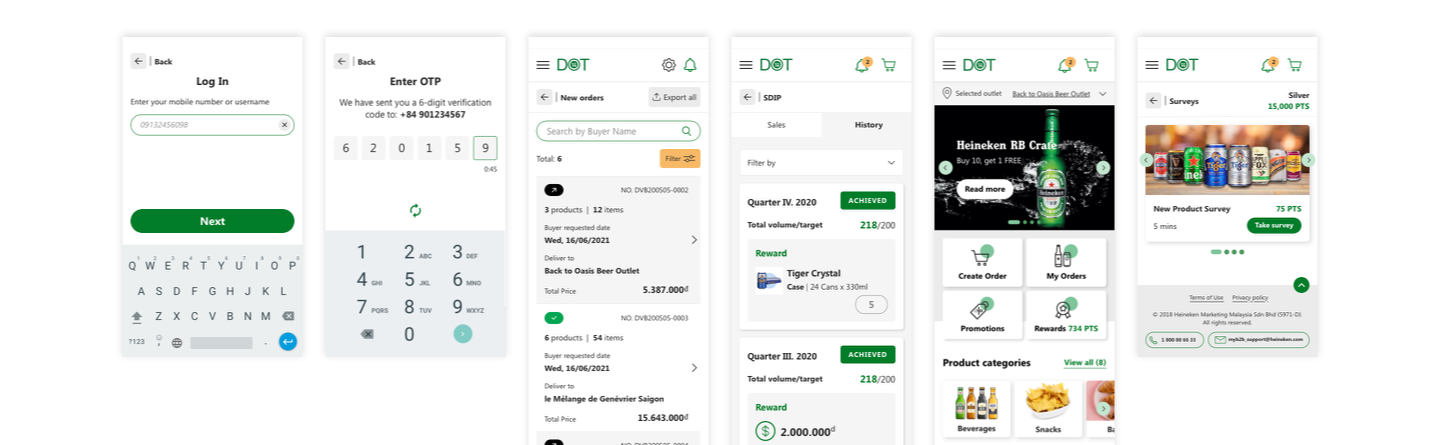 Back
Log In
Enter your mobile number or username
09132456098
Next
Q W E R T Y U I O P
A S D F G H J K L
Z X C V B N M
?123
Back
Enter OTP
We have sent you a 6-digit verification
code to: +84 901234567
6 2 0 1 5 9
0:45
1 2 ABC 3 DEF
4 GHI 5 JKL 6 MNO
7 PQRS 8 TUV 9 WXYZ
0
DOT
New orders
Export all
Search by Buyer Name
Total: 6
Filter
NO. DVB200505-0002
3 products | 12 items
Buyer requested date
Wed, 16/06/2021
Deliver to
Back to Oasis Beer Outlet
Total Price 5.387.000đ
NO. DVB200505-0003
6 products | 54 items
Buyer requested date
Wed, 16/06/2021
Deliver to
le Mélange de Genévrier Saigon
Total Price 15.643.000đ
DOT 2
SDIP
Sales History
Filter by
Quarter IV. 2020 ACHIEVED
Total volume/target 218/200
Reward
Tiger Crystal
Case | 24 Cans x 330ml
5
Quarter III. 2020 ACHIEVED
Total volume/target 218/200
Reward
2.000.000đ
DOT 2
Selected outlet Back to Oasis Beer Outlet
Heineken RB Crate
Buy 10, get 1 FREE
Read more
Heineken
Create Order My Orders
Promotions Rewards 734 PTS
Product categories View all (8)
Beverages Snacks Ba
DOT 2
Surveys
Silver
15,000 PTS
Tiger
New Product Survey 75 PTS
5 mins Take survey
Terms of Use Privacy policy
© 2018 Heineken Marketing Malaysia Sdn Bhd (5971-D).
All rights reserved.
1 800 88 66 33
myb2b_support@heineken.com